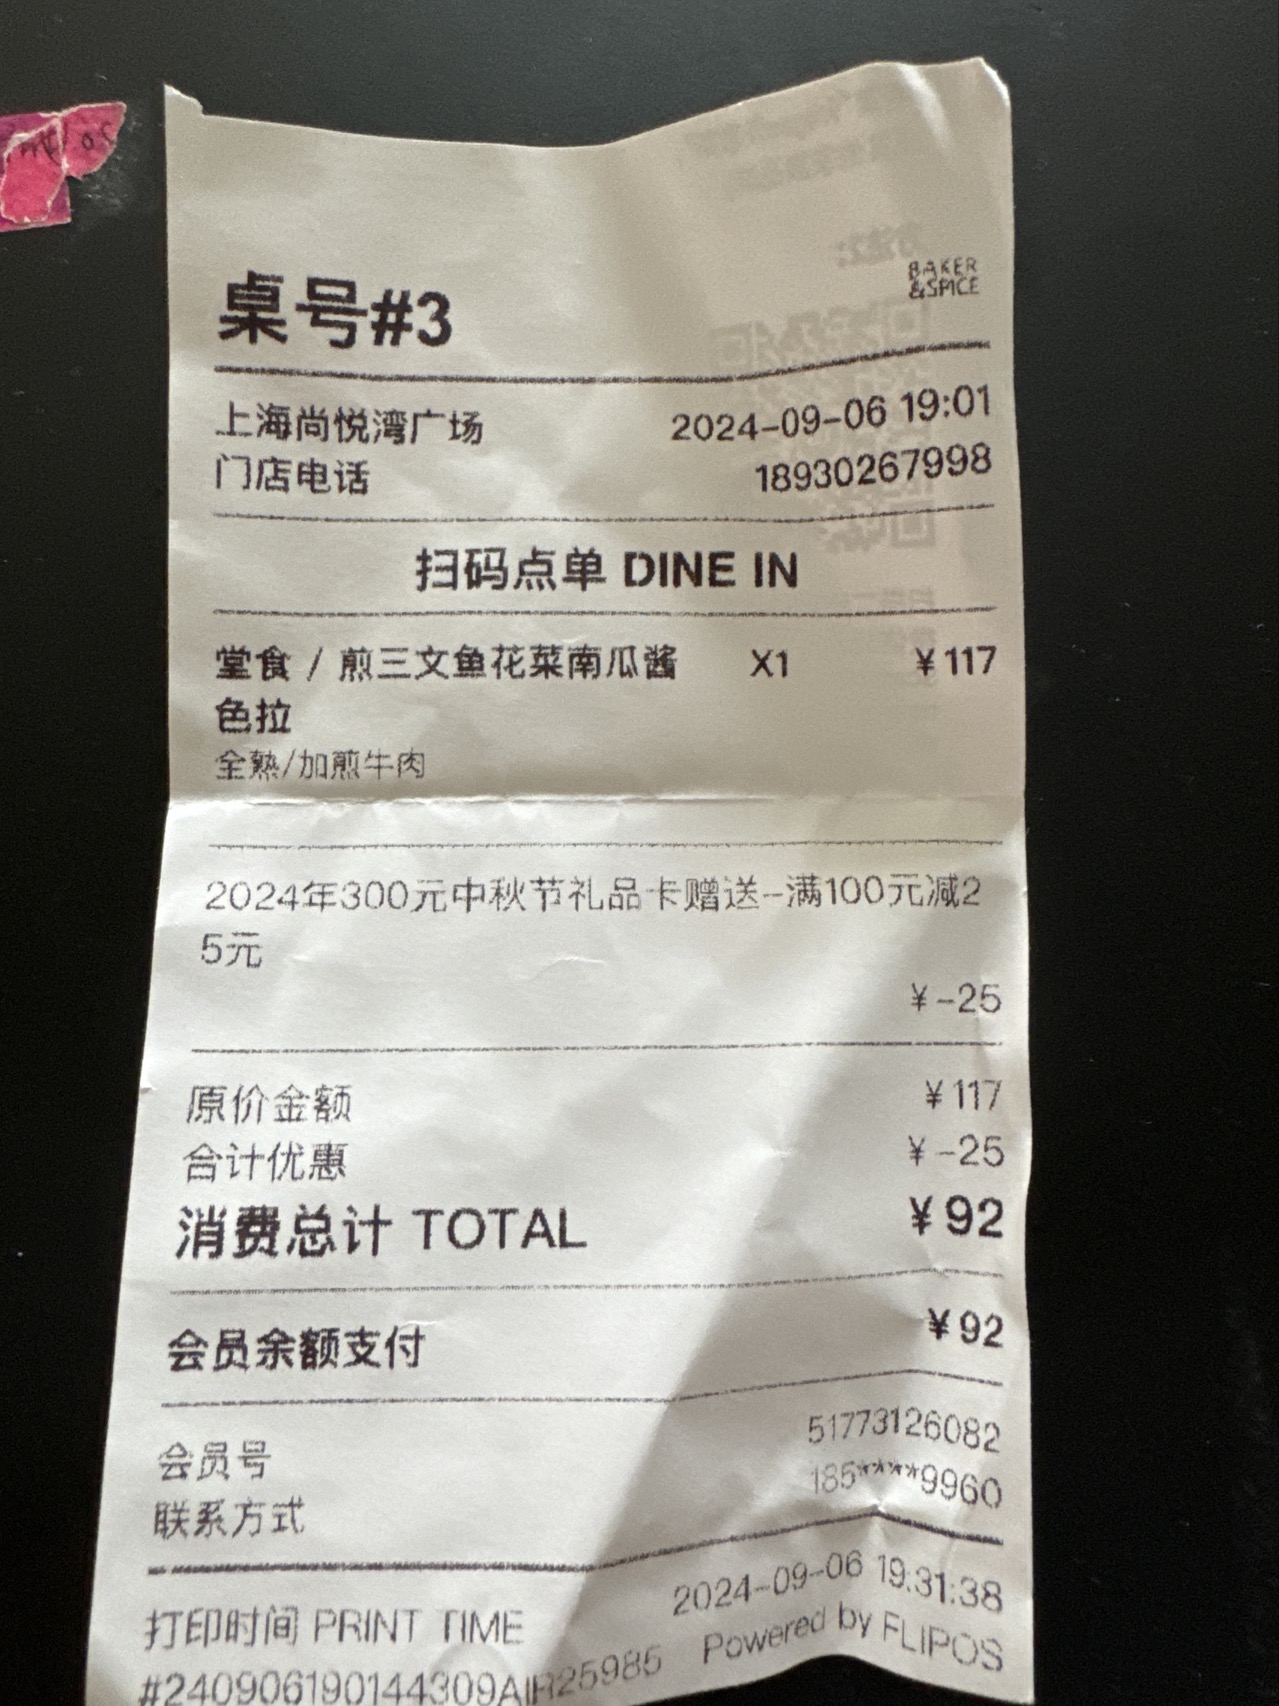 BAKER
&SPICE
桌号#3
上海尚悦湾广场 2024-09-06 19:01
门店电话 18930267998
扫码点单 DINE IN
堂食 / 煎三文鱼花菜南瓜酱 X1 ¥117
色拉
全熟/加煎牛肉
2024年300元中秋节礼品卡赠送-满100元减2
5元
¥-25
原价金额 ¥117
合计优惠 ¥-25
消费总计 TOTAL ¥92
会员余额支付 ¥92
会员号 51773126082
联系方式 185****9960
打印时间 PRINT TIME 2024-09-06 19:31:38
#240906190144309AIR25985 Powered by FLIPOS